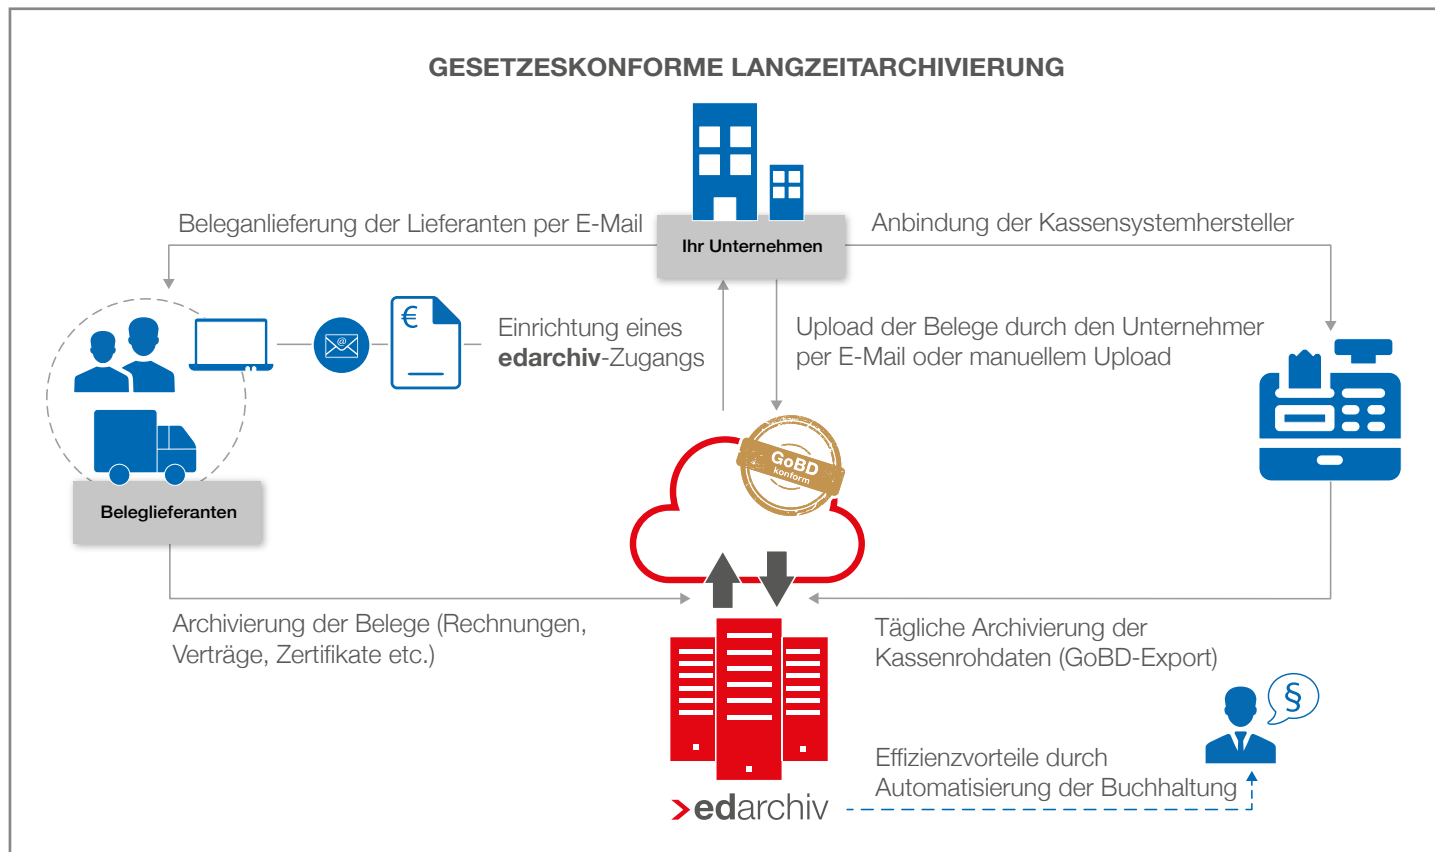 GESETZESKONFORME LANGZEITARCHIVIERUNG
Beleganlieferung der Lieferanten per E-Mail
Ihr Unternehmen
Anbindung der Kassensystemhersteller
@
€
Einrichtung eines
edarchiv-Zugangs
Upload der Belege durch den Unternehmer
per E-Mail oder manuellem Upload
GoBD
konform
Beleglieferanten
Archivierung der Belege (Rechnungen,
Verträge, Zertifikate etc.)
Tägliche Archivierung der
Kassenrohdaten (GoBD-Export)
§
Effizienzvorteile durch
Automatisierung der Buchhaltung
edarchiv